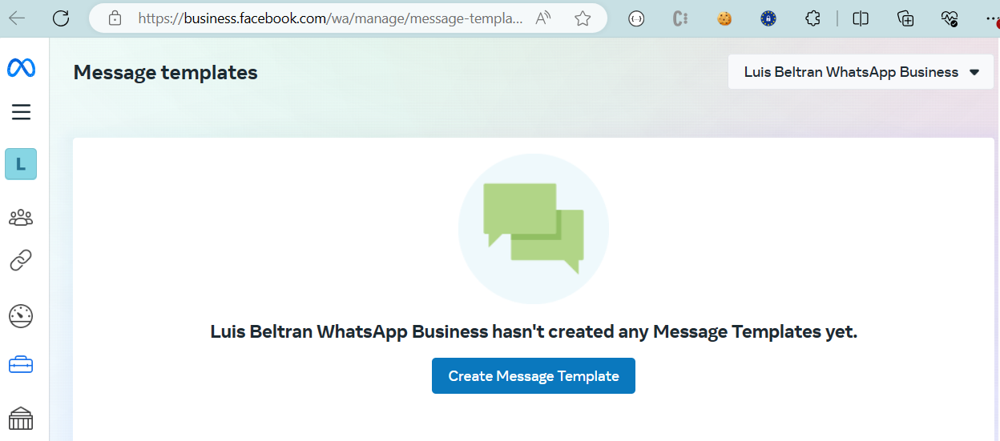 https://business.facebook.com/wa/manage/message-templa...
Message templates
Luis Beltran WhatsApp Business
L
Luis Beltran WhatsApp Business hasn't created any Message Templates yet.
Create Message Template